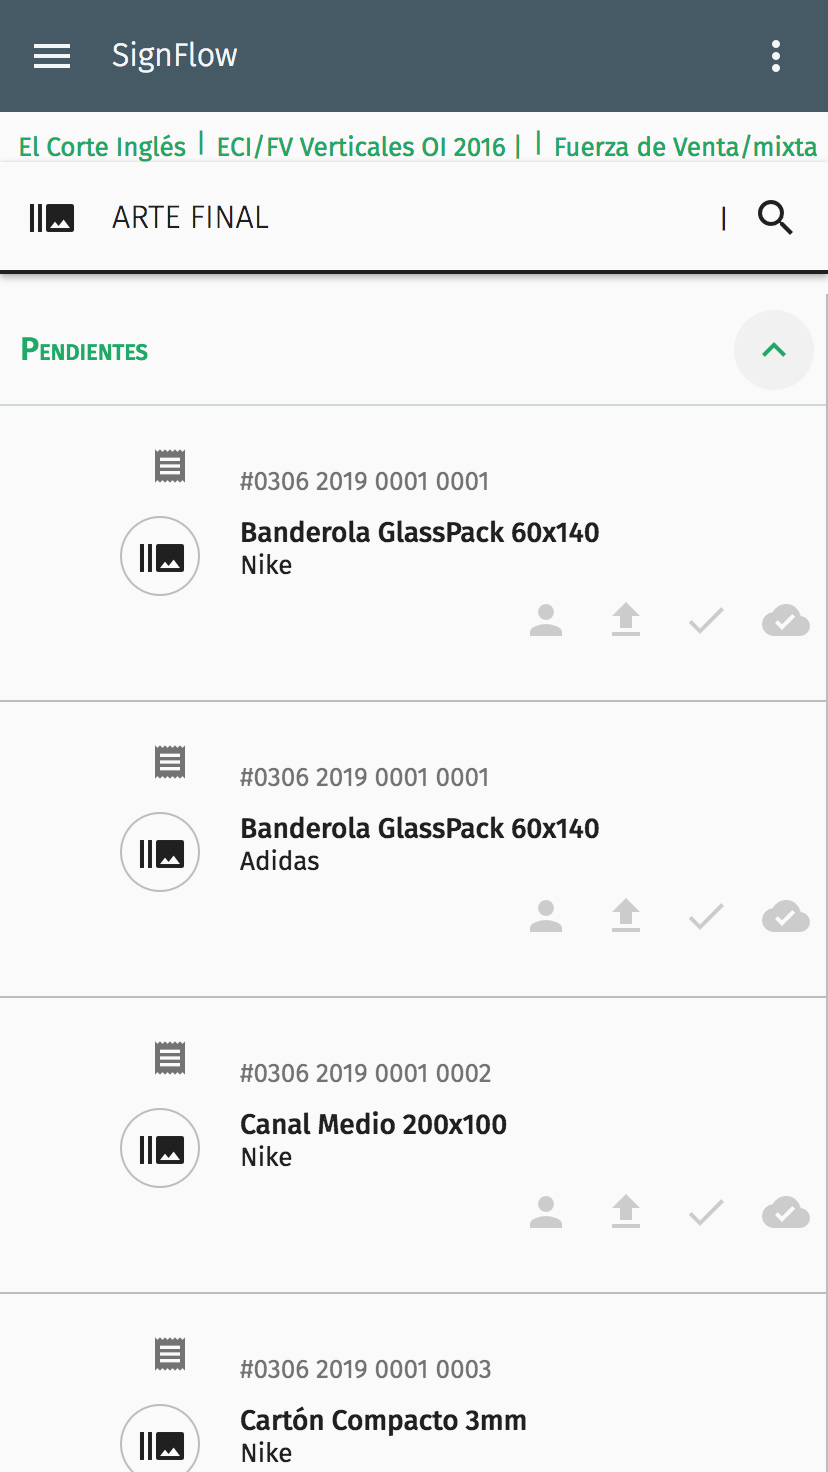 SignFlow
El Corte Inglés | ECI/FV Verticales OI 2016 | | Fuerza de Venta/mixta
ARTE FINAL |
Pendientes
#0306 2019 0001 0001
Banderola GlassPack 60x140
Nike
#0306 2019 0001 0001
Banderola GlassPack 60x140
Adidas
#0306 2019 0001 0002
Canal Medio 200x100
Nike
#0306 2019 0001 0003
Cartón Compacto 3mm
Nike